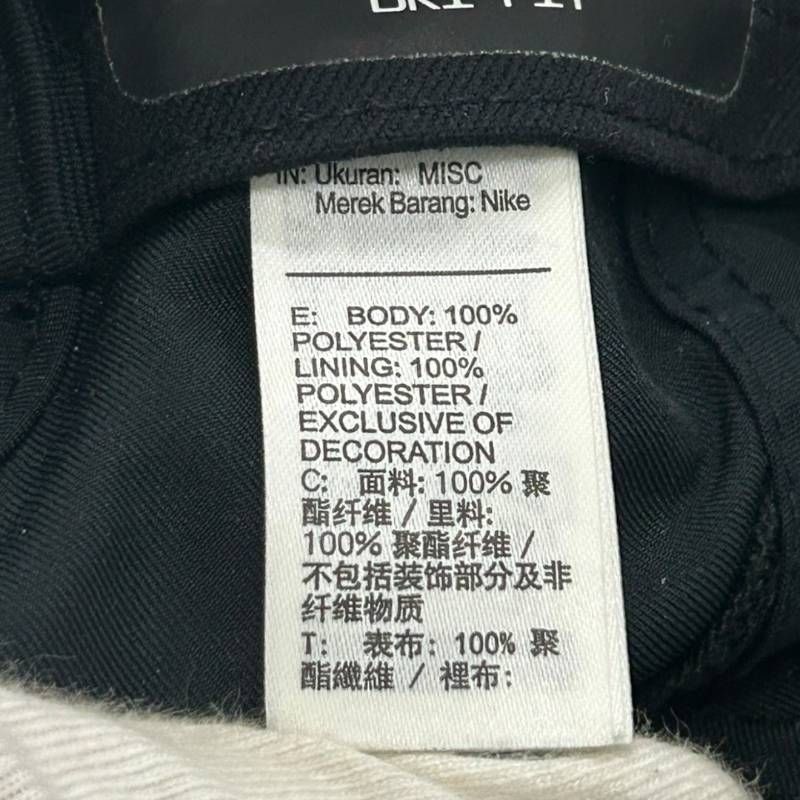 DRI-FIT
IN: Ukuran: MISC
Merek Barang: Nike
E: BODY: 100%
POLYESTER /
LINING: 100%
POLYESTER /
EXCLUSIVE OF
DECORATION
C: 面料: 100% 聚
酯纤维 / 里料:
100% 聚酯纤维 /
不包括装饰部分及非
纤维物质
T: 表布: 100% 聚
酯纖維 / 裡布: